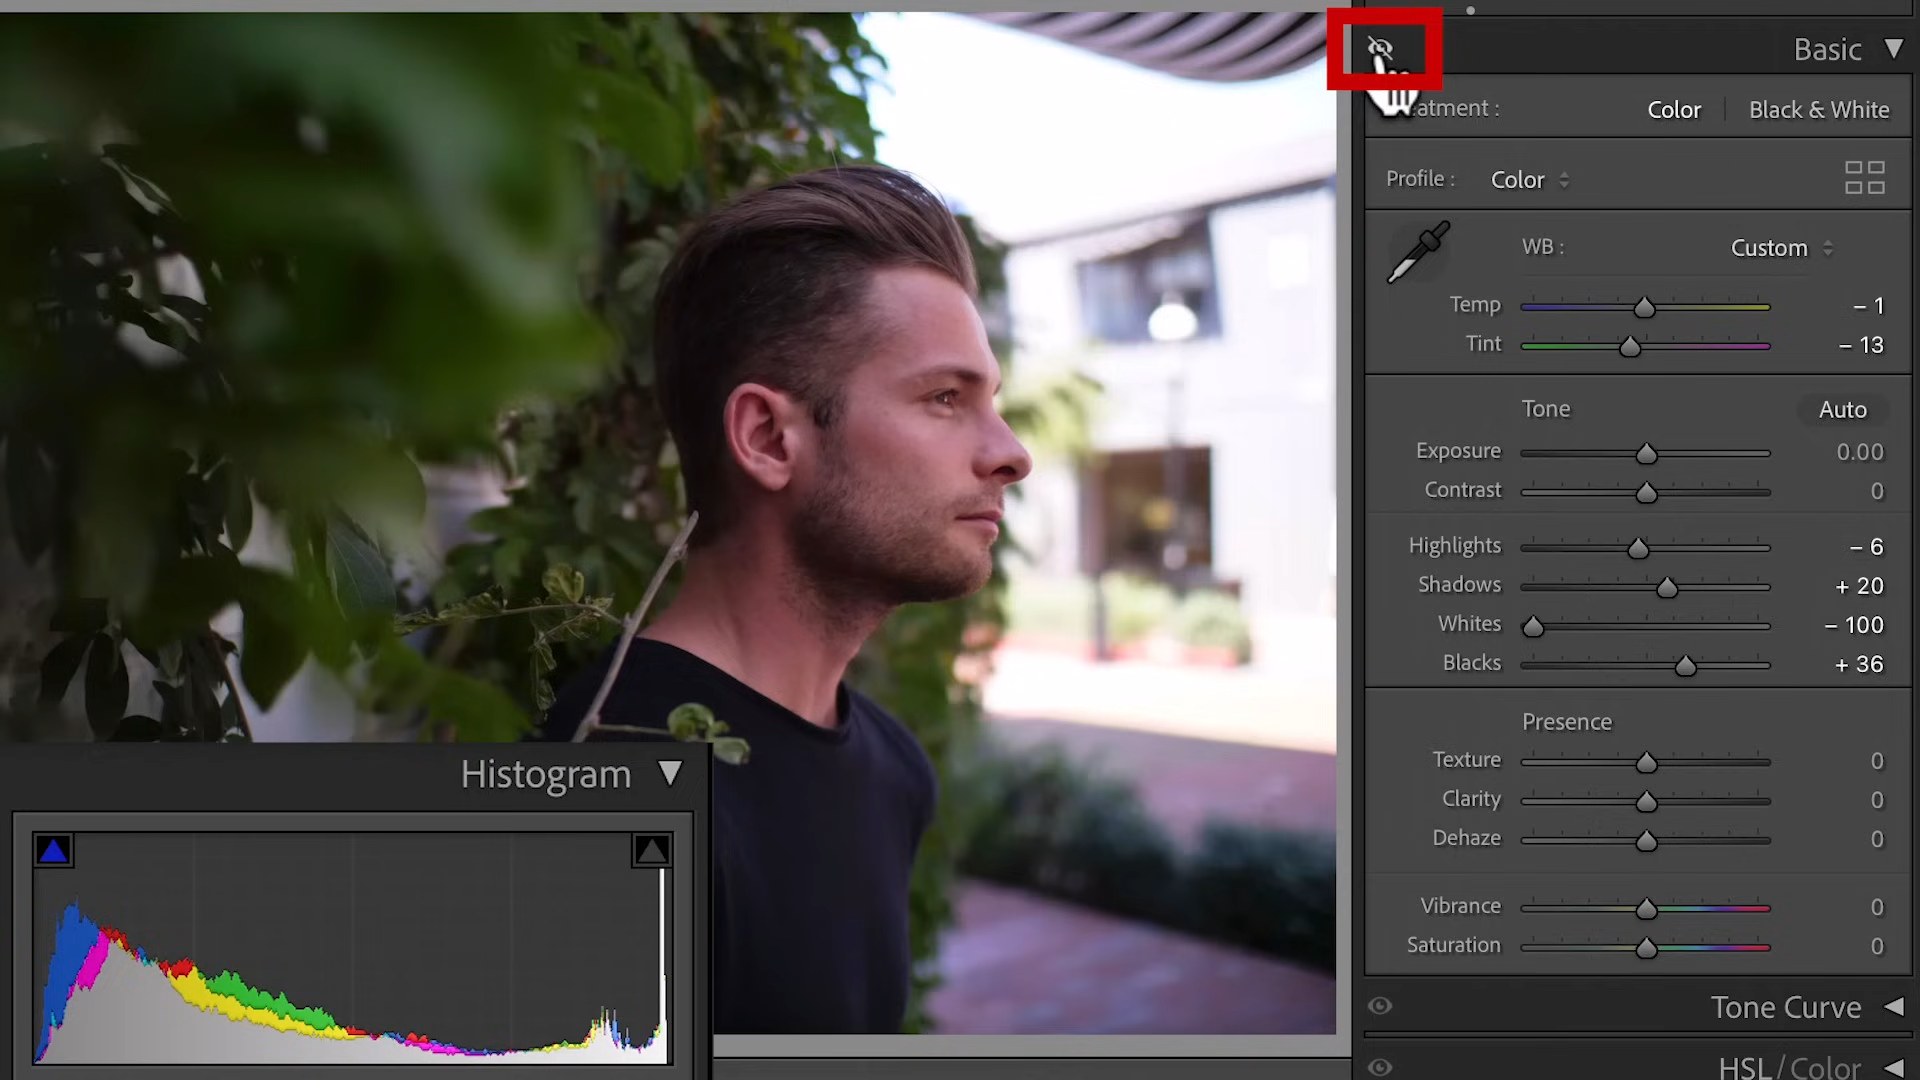 Basic
Treatment : Color Black & White
Profile : Color
WB : Custom
Temp – 1
Tint – 13
Tone Auto
Exposure 0.00
Contrast 0
Highlights – 6
Shadows + 20
Whites – 100
Blacks + 36
Presence
Texture 0
Clarity 0
Dehaze 0
Vibrance 0
Saturation 0
Tone Curve
HSL / Color
Histogram